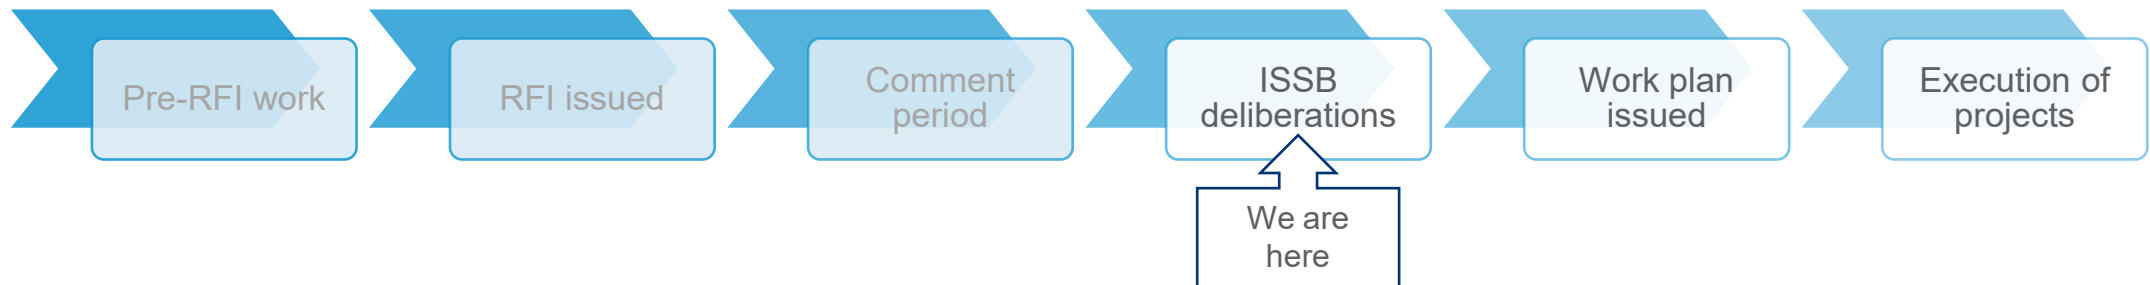 Pre-RFI work
RFI issued
Comment
period
ISSB
deliberations
Work plan
issued
Execution of
projects
We are
here